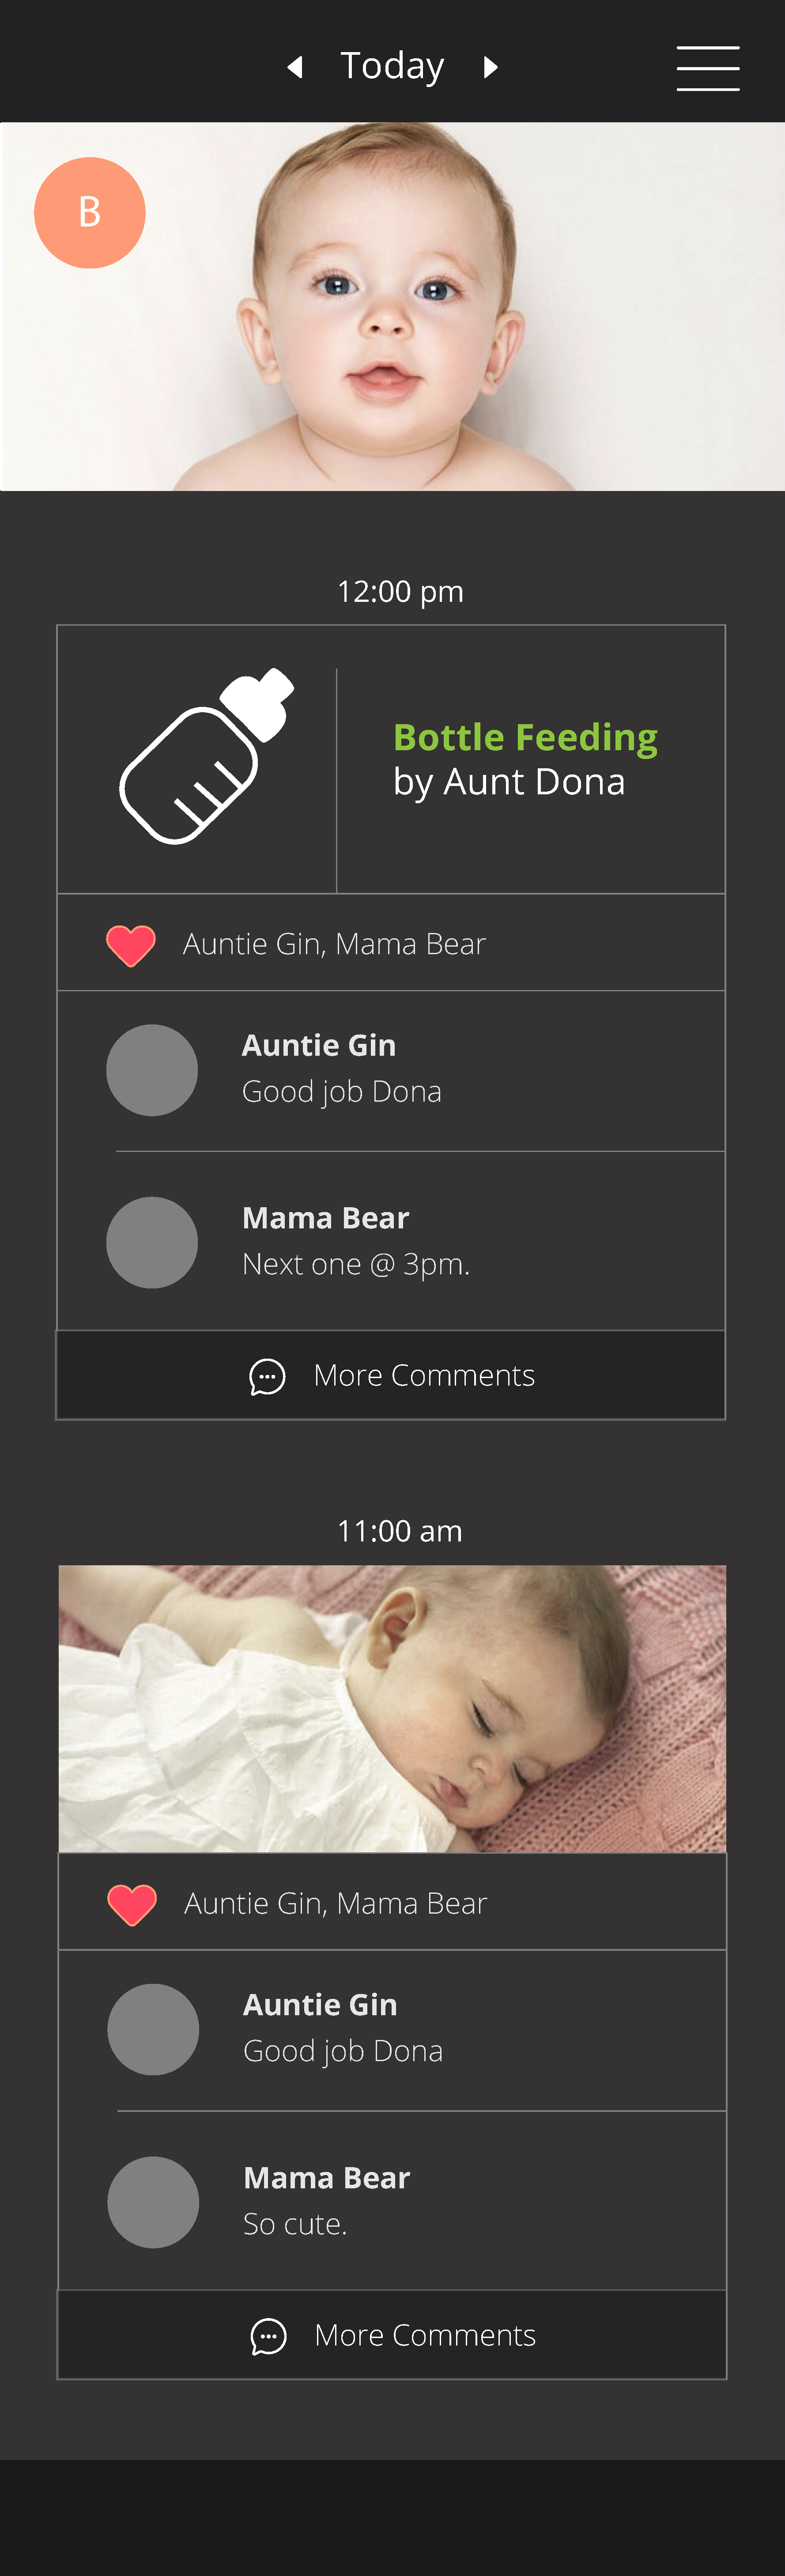 Today
B
12:00 pm
Bottle Feeding
by Aunt Dona
Auntie Gin, Mama Bear
Auntie Gin
Good job Dona
Mama Bear
Next one @ 3pm.
More Comments
11:00 am
Auntie Gin, Mama Bear
Auntie Gin
Good job Dona
Mama Bear
So cute.
More Comments